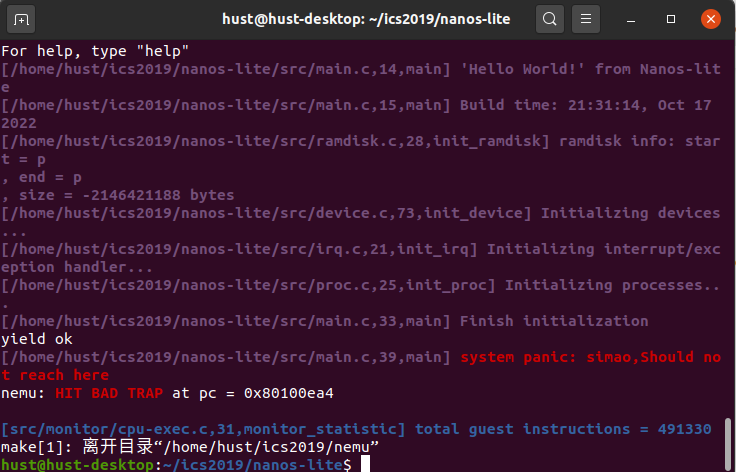 hust@hust-desktop: ~/ics2019/nanos-lite
For help, type "help"
[/home/hust/ics2019/nanos-lite/src/main.c,14,main] 'Hello World!' from Nanos-lit
e
[/home/hust/ics2019/nanos-lite/src/main.c,15,main] Build time: 21:31:14, Oct 17
2022
[/home/hust/ics2019/nanos-lite/src/ramdisk.c,28,init_ramdisk] ramdisk info: star
t = p
, end = p
, size = -2146421188 bytes
[/home/hust/ics2019/nanos-lite/src/device.c,73,init_device] Initializing devices
...
[/home/hust/ics2019/nanos-lite/src/irq.c,21,init_irq] Initializing interrupt/exc
eption handler...
[/home/hust/ics2019/nanos-lite/src/proc.c,25,init_proc] Initializing processes..
.
[/home/hust/ics2019/nanos-lite/src/main.c,33,main] Finish initialization
yield ok
[/home/hust/ics2019/nanos-lite/src/main.c,39,main] system panic: simao,Should no
t reach here
nemu: HIT BAD TRAP at pc = 0x80100ea4
[src/monitor/cpu-exec.c,31,monitor_statistic] total guest instructions = 491330
make[1]: 离开目录“/home/hust/ics2019/nemu”
hust@hust-desktop:~/ics2019/nanos-lite$